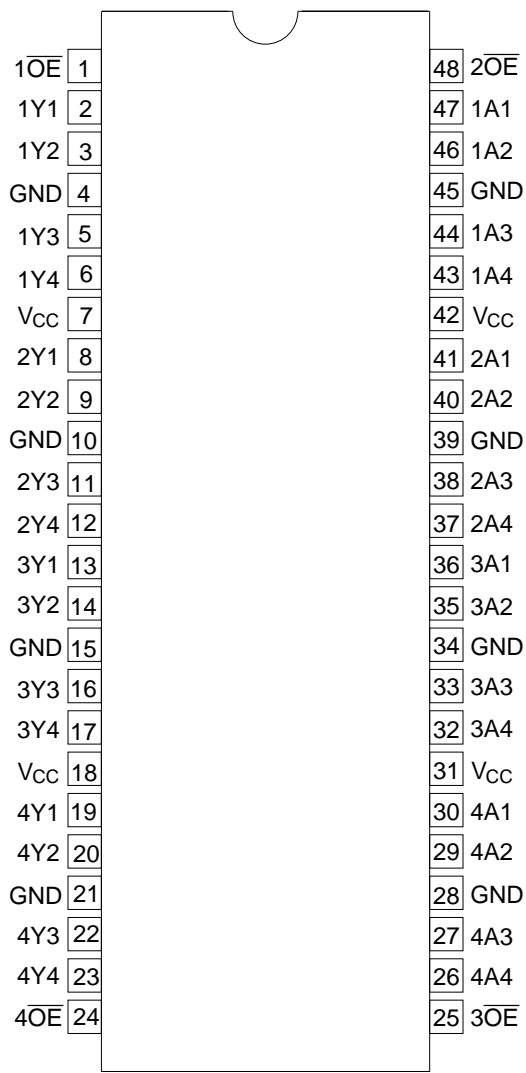 1O̅E̅ 1 48 2O̅E̅
1Y1 2 47 1A1
1Y2 3 46 1A2
GND 4 45 GND
1Y3 5 44 1A3
1Y4 6 43 1A4
VCC 7 42 VCC
2Y1 8 41 2A1
2Y2 9 40 2A2
GND 10 39 GND
2Y3 11 38 2A3
2Y4 12 37 2A4
3Y1 13 36 3A1
3Y2 14 35 3A2
GND 15 34 GND
3Y3 16 33 3A3
3Y4 17 32 3A4
VCC 18 31 VCC
4Y1 19 30 4A1
4Y2 20 29 4A2
GND 21 28 GND
4Y3 22 27 4A3
4Y4 23 26 4A4
4O̅E̅ 24 25 3O̅E̅